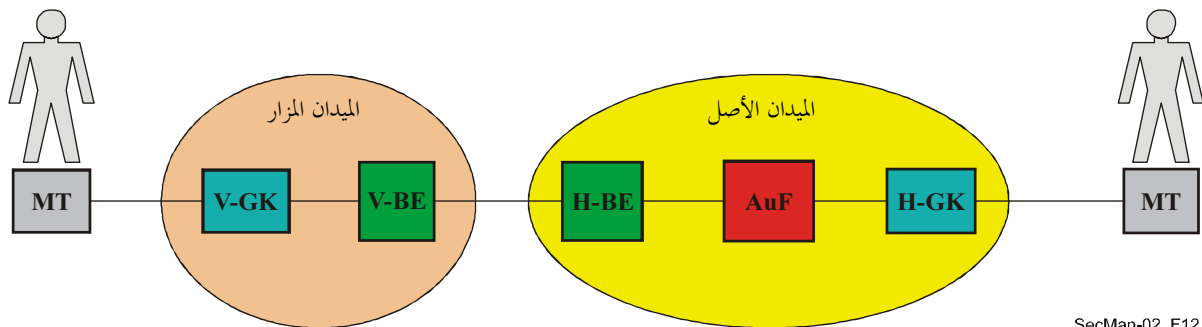 الميدان المزار
الميدان الأصل
MT
V-GK
V-BE
H-BE
AuF
H-GK
MT
SecMan-02_F12